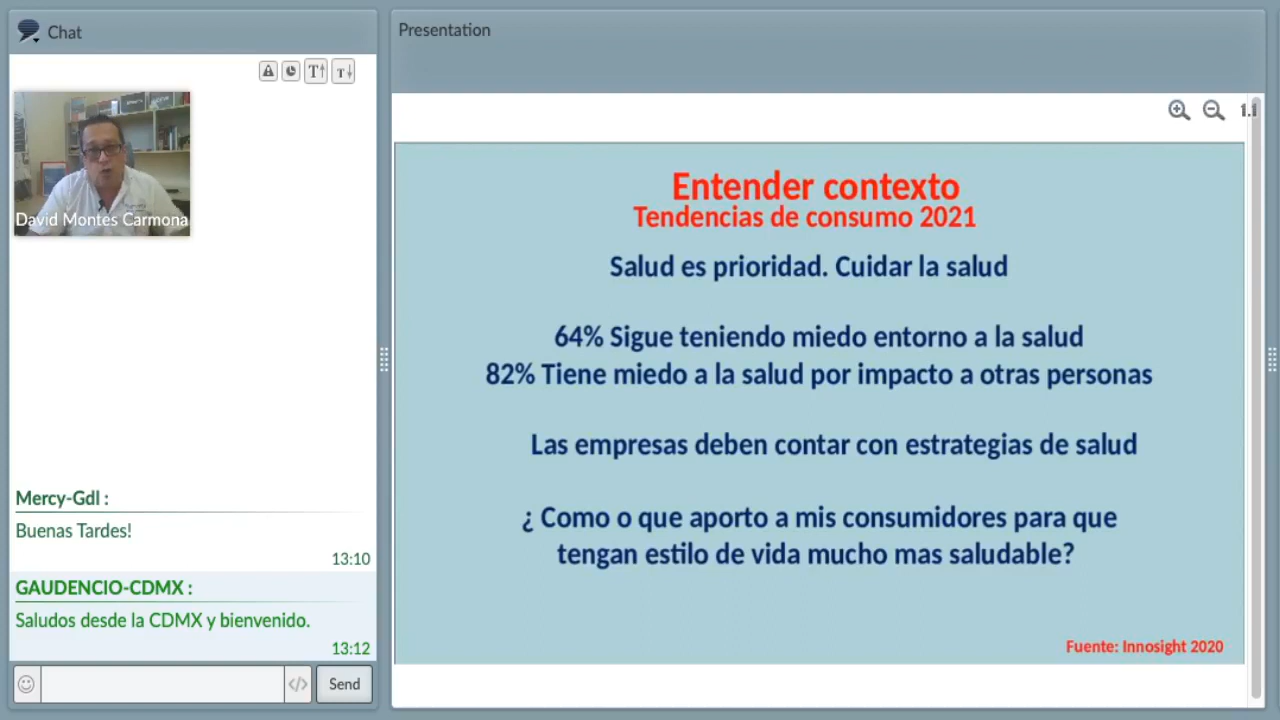 Chat
David Montes Carmona
Mercy-Gdl :
Buenas Tardes!
13:10
GAUDENCIO-CDMX :
Saludos desde la CDMX y bienvenido.
13:12
Send
Presentation
Entender contexto
Tendencias de consumo 2021
Salud es prioridad. Cuidar la salud
64% Sigue teniendo miedo entorno a la salud
82% Tiene miedo a la salud por impacto a otras personas
Las empresas deben contar con estrategias de salud
¿ Como o que aporto a mis consumidores para que
tengan estilo de vida mucho mas saludable?
Fuente: Innosight 2020